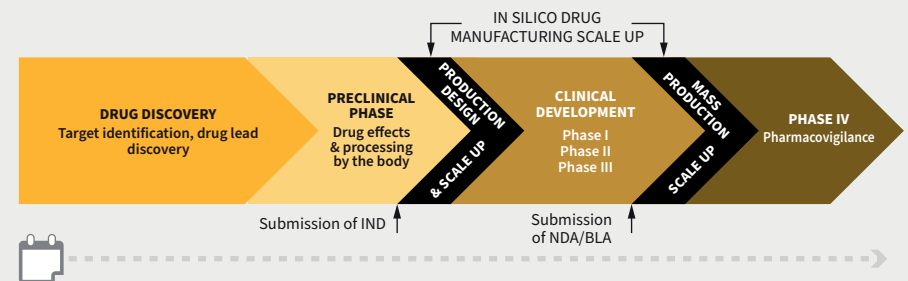 IN SILICO DRUG
MANUFACTURING SCALE UP
DRUG DISCOVERY
Target identification, drug lead
discovery
PRECLINICAL
PHASE
Drug effects
& processing
by the body
PRODUCTION
DESIGN
& SCALE UP
CLINICAL
DEVELOPMENT
Phase I
Phase II
Phase III
MASS
PRODUCTION
SCALE UP
PHASE IV
Pharmacovigilance
Submission of IND
Submission
of NDA/BLA